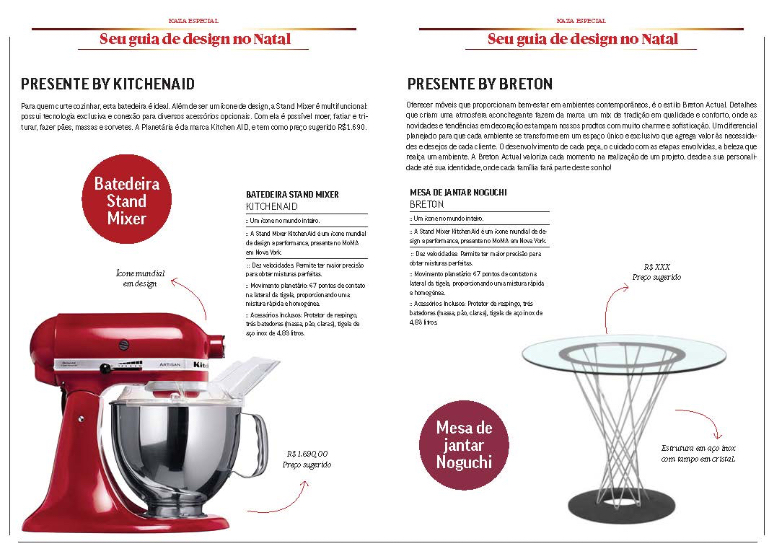 KAZA ESPECIAL
Seu guia de design no Natal
PRESENTE BY KITCHENAID
Para quem curte cozinhar, esta batedeira é ideal. Além de ser um ícone de design, a Stand Mixer é multifuncional:
possui tecnologia exclusiva e conexão para diversos acessórios opcionais. Com ela é possível moer, fatiar e tri-
turar, fazer pães, massas e sorvetes. A Planetária é da marca Kitchen AID, e tem como preço sugerido R$1.690.
Batedeira
Stand
Mixer
BATEDEIRA STAND MIXER
KITCHENAID
:: Um ícone no mundo inteiro.
:: A Stand Mixer KitchenAid é um ícone mundial
de design e performance, presente no MoMA
em Nova York.
:: Dez velocidades: Permite ter maior precisão
para obter misturas perfeitas.
:: Movimento planetário: 67 pontos de contato
na lateral da tigela, proporcionando uma
mistura rápida e homogênea.
:: Acessórios inclusos: Protetor de respingo,
três batedores (massa, pão, claras), tigela de
aço inox de 4,83 litros.
Ícone mundial
em design
ARTISAN
Kit
R$ 1.690,00
Preço sugerido
KAZA ESPECIAL
Seu guia de design no Natal
PRESENTE BY BRETON
Oferecer móveis que proporcionam bem-estar em ambientes contemporâneos, é o estilo Breton Actual. Detalhes
que criam uma atmosfera aconchegante fazem da marca, um mix de tradição em qualidade e conforto, onde as
novidades e tendências em decoração estampam nossos prodtos com muito charme e sofisticação. Um diferencial
planejado para que cada ambiente se transforme em um espaço único e exclusivo que agrega valor às necessida-
des e desejos de cada cliente. O desenvolvimento de cada peça, o cuidado com as etapas envolvidas, a beleza que
realça um ambiente. A Breton Actual valoriza cada momento na realização de um projeto, desde a sua personali-
dade até sua identidade, onde cada família fará parte deste sonho!
MESA DE JANTAR NOGUCHI
BRETON
:: Um ícone no mundo inteiro.
:: A Stand Mixer KitchenAid é um ícone mundial de de-
sign e performance, presente no MoMA em Nova York.
:: Dez velocidades: Permite ter maior precisão para
obter misturas perfeitas.
:: Movimento planetário: 67 pontos de contato na
lateral da tigela, proporcionando uma mistura rápida
e homogênea.
:: Acessórios inclusos: Protetor de respingo, três
batedores (massa, pão, claras), tigela de aço inox de
4,83 litros.
R$ XXX
Preço sugerido
Mesa de
jantar
Noguchi
Estrutura em aço inox
com tampo em cristal.